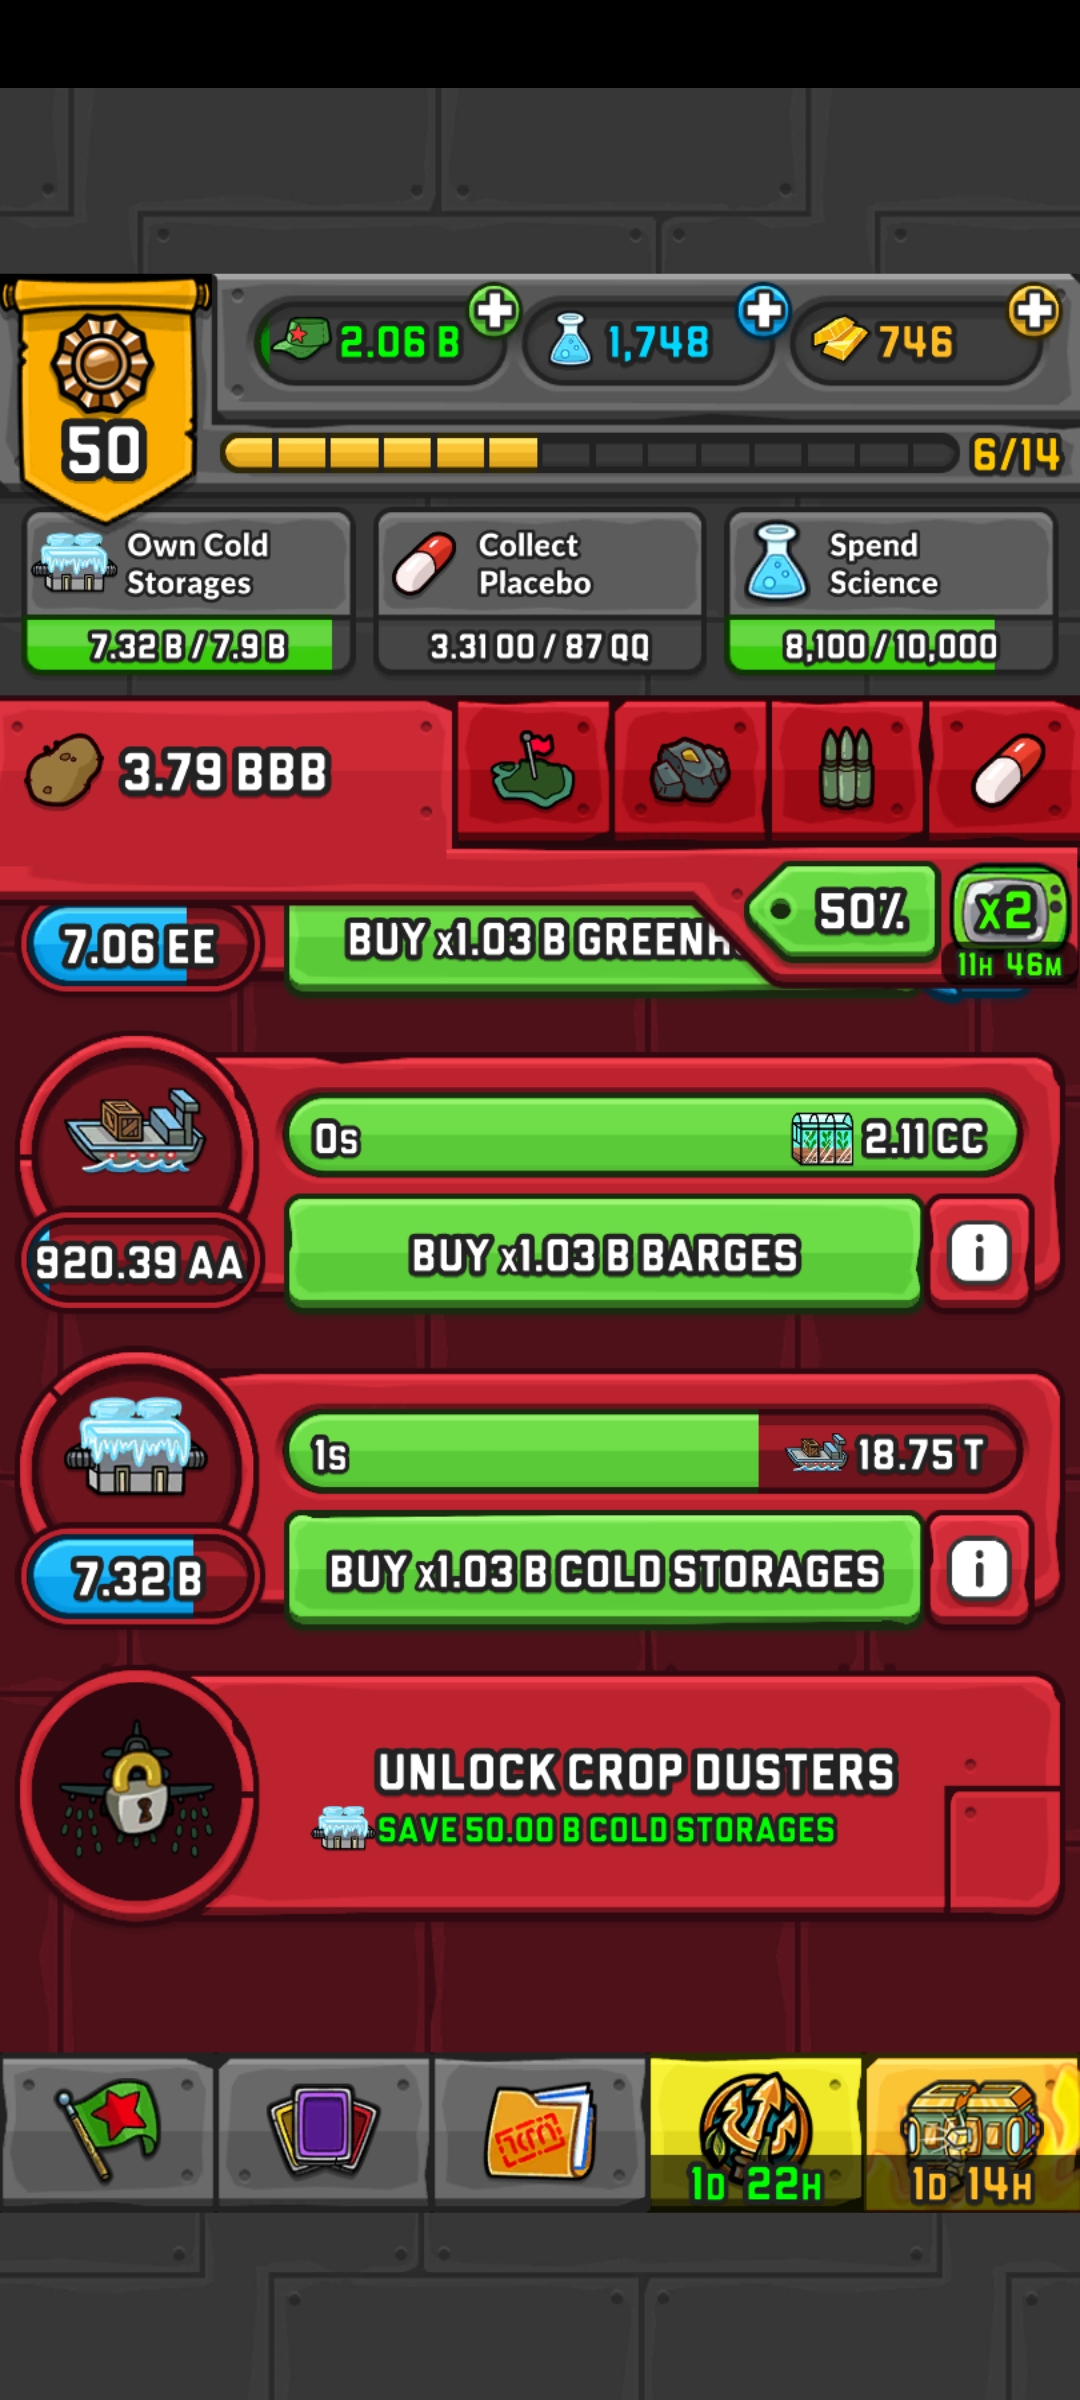 50
2.06 B
1,748
746
6/14
Own Cold
Storages
7.32 B / 7.9 B
Collect
Placebo
3.31 OO / 87 QQ
Spend
Science
8,100 / 10,000
3.79 BBB
50%
x2
11H 46M
7.06 EE
BUY x1.03 B GREENH
0s
2.11 CC
920.39 AA
BUY x1.03 B BARGES
i
1s
18.75 T
7.32 B
BUY x1.03 B COLD STORAGES
i
UNLOCK CROP DUSTERS
SAVE 50.00 B COLD STORAGES
1D 22H
1D 14H